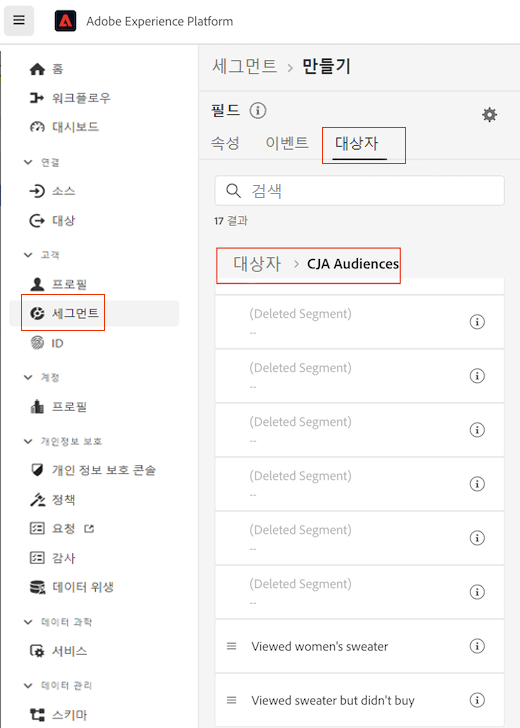 Adobe Experience Platform
홈
워크플로우
대시보드
연결
소스
대상
고객
프로필
세그먼트
ID
계정
프로필
개인정보 보호
개인 정보 보호 콘솔
정책
요청
감사
데이터 위생
데이터 과학
서비스
데이터 관리
스키마
세그먼트 > 만들기
필드
속성 이벤트 대상자
검색
17 결과
대상자 > CJA Audiences
(Deleted Segment)
--
(Deleted Segment)
--
(Deleted Segment)
--
(Deleted Segment)
--
(Deleted Segment)
--
(Deleted Segment)
--
Viewed women's sweater
Viewed sweater but didn't buy